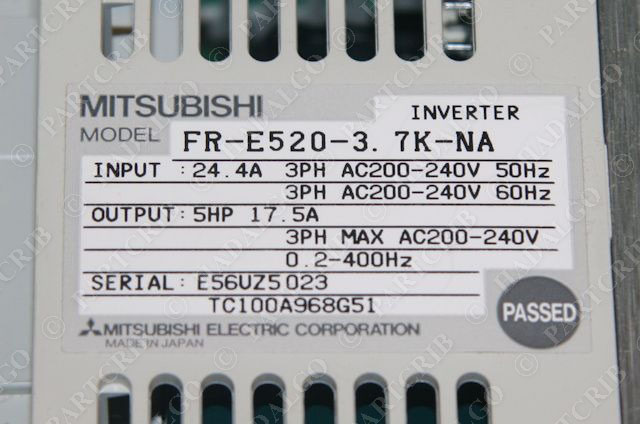 MITSUBISHI
INVERTER
MODEL FR-E520-3.7K-NA
INPUT : 24.4A 3PH AC200-240V 50Hz
3PH AC200-240V 60Hz
OUTPUT: 5HP 17.5A
3PH MAX AC200-240V
0.2-400Hz
SERIAL: E56UZ5023
TC100A968G51
PASSED
MITSUBISHI ELECTRIC CORPORATION
MADE IN JAPAN
PARTCRIB
HADALGO